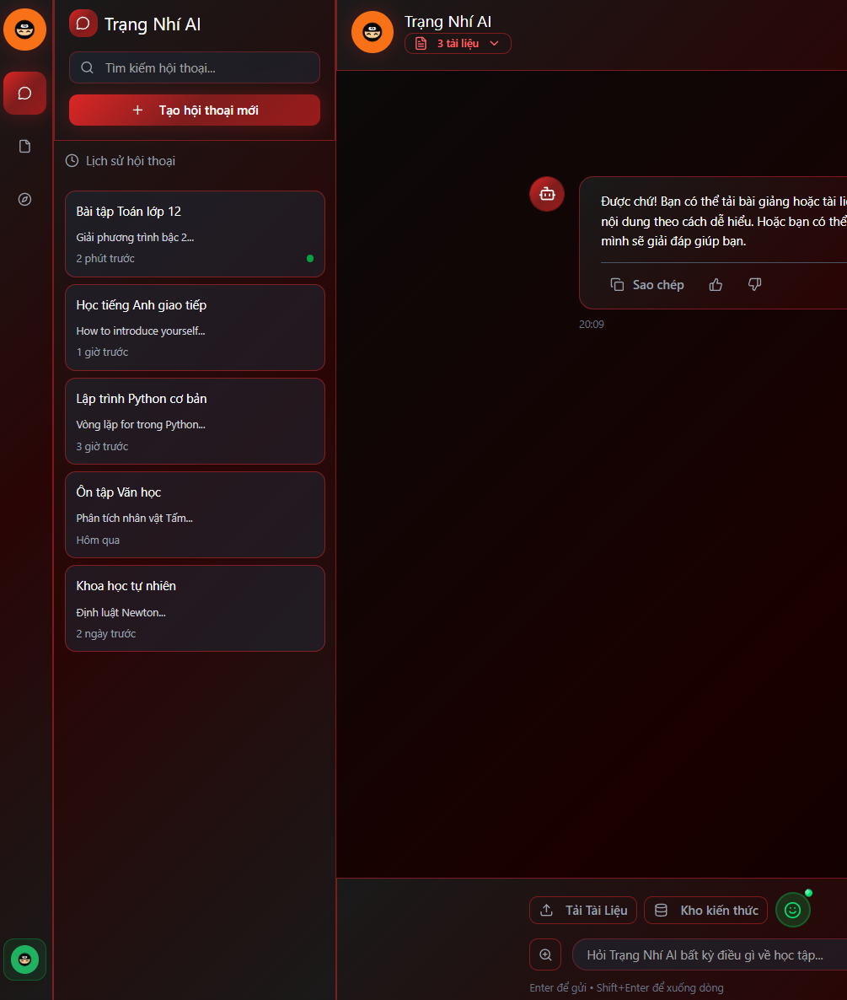 Trạng Nhí AI
Tìm kiếm hội thoại...
Tạo hội thoại mới
Lịch sử hội thoại
Bài tập Toán lớp 12
Giải phương trình bậc 2...
2 phút trước
Học tiếng Anh giao tiếp
How to introduce yourself...
1 giờ trước
Lập trình Python cơ bản
Vòng lặp for trong Python...
3 giờ trước
Ôn tập Văn học
Phân tích nhân vật Tấm...
Hôm qua
Khoa học tự nhiên
Định luật Newton...
2 ngày trước
Trạng Nhí AI
3 tài liệu
Được chứ! Bạn có thể tải bài giảng hoặc tài
nội dung theo cách dễ hiểu. Hoặc bạn có thể
mình sẽ giải đáp giúp bạn.
Sao chép
20:09
Tải Tài Liệu
Kho kiến thức
Hỏi Trạng Nhí AI bất kỳ điều gì về học tập...
Enter để gửi • Shift+Enter để xuống dòng